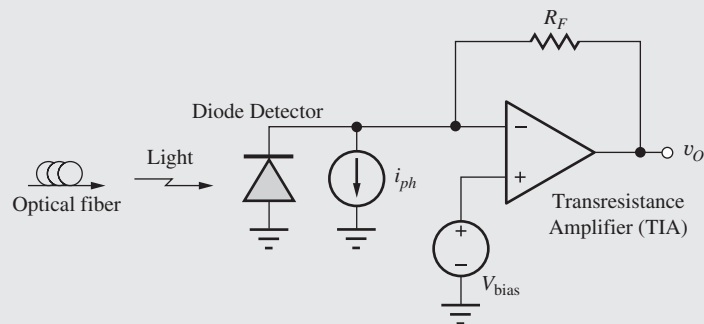 R_F
Diode Detector
Light
i_ph
Optical fiber
−
+
v_O
Transresistance
Amplifier (TIA)
+
−
V_bias